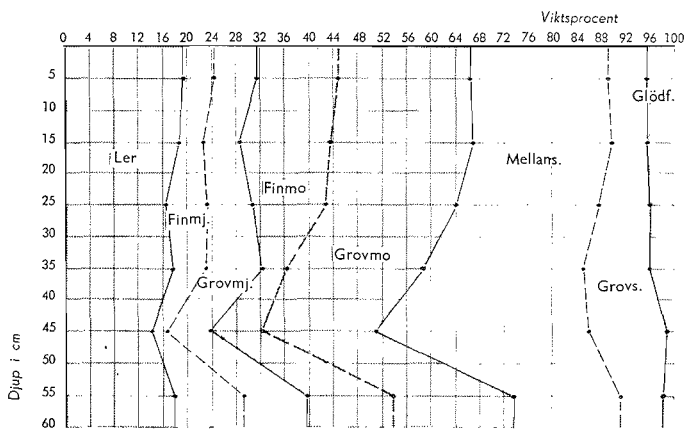 Viktsprocent
0 4 8 12 16 20 24 28 32 36 40 44 48 52 56 60 64 68 72 76 80 84 88 92 96 100
5
Glödf.
10
Ler
Mellans.
15
20
Finmo
25
Finmj.
30
Grovmo
35
Grovmj.
Grovs.
40
45
50
55
60
Djup i cm